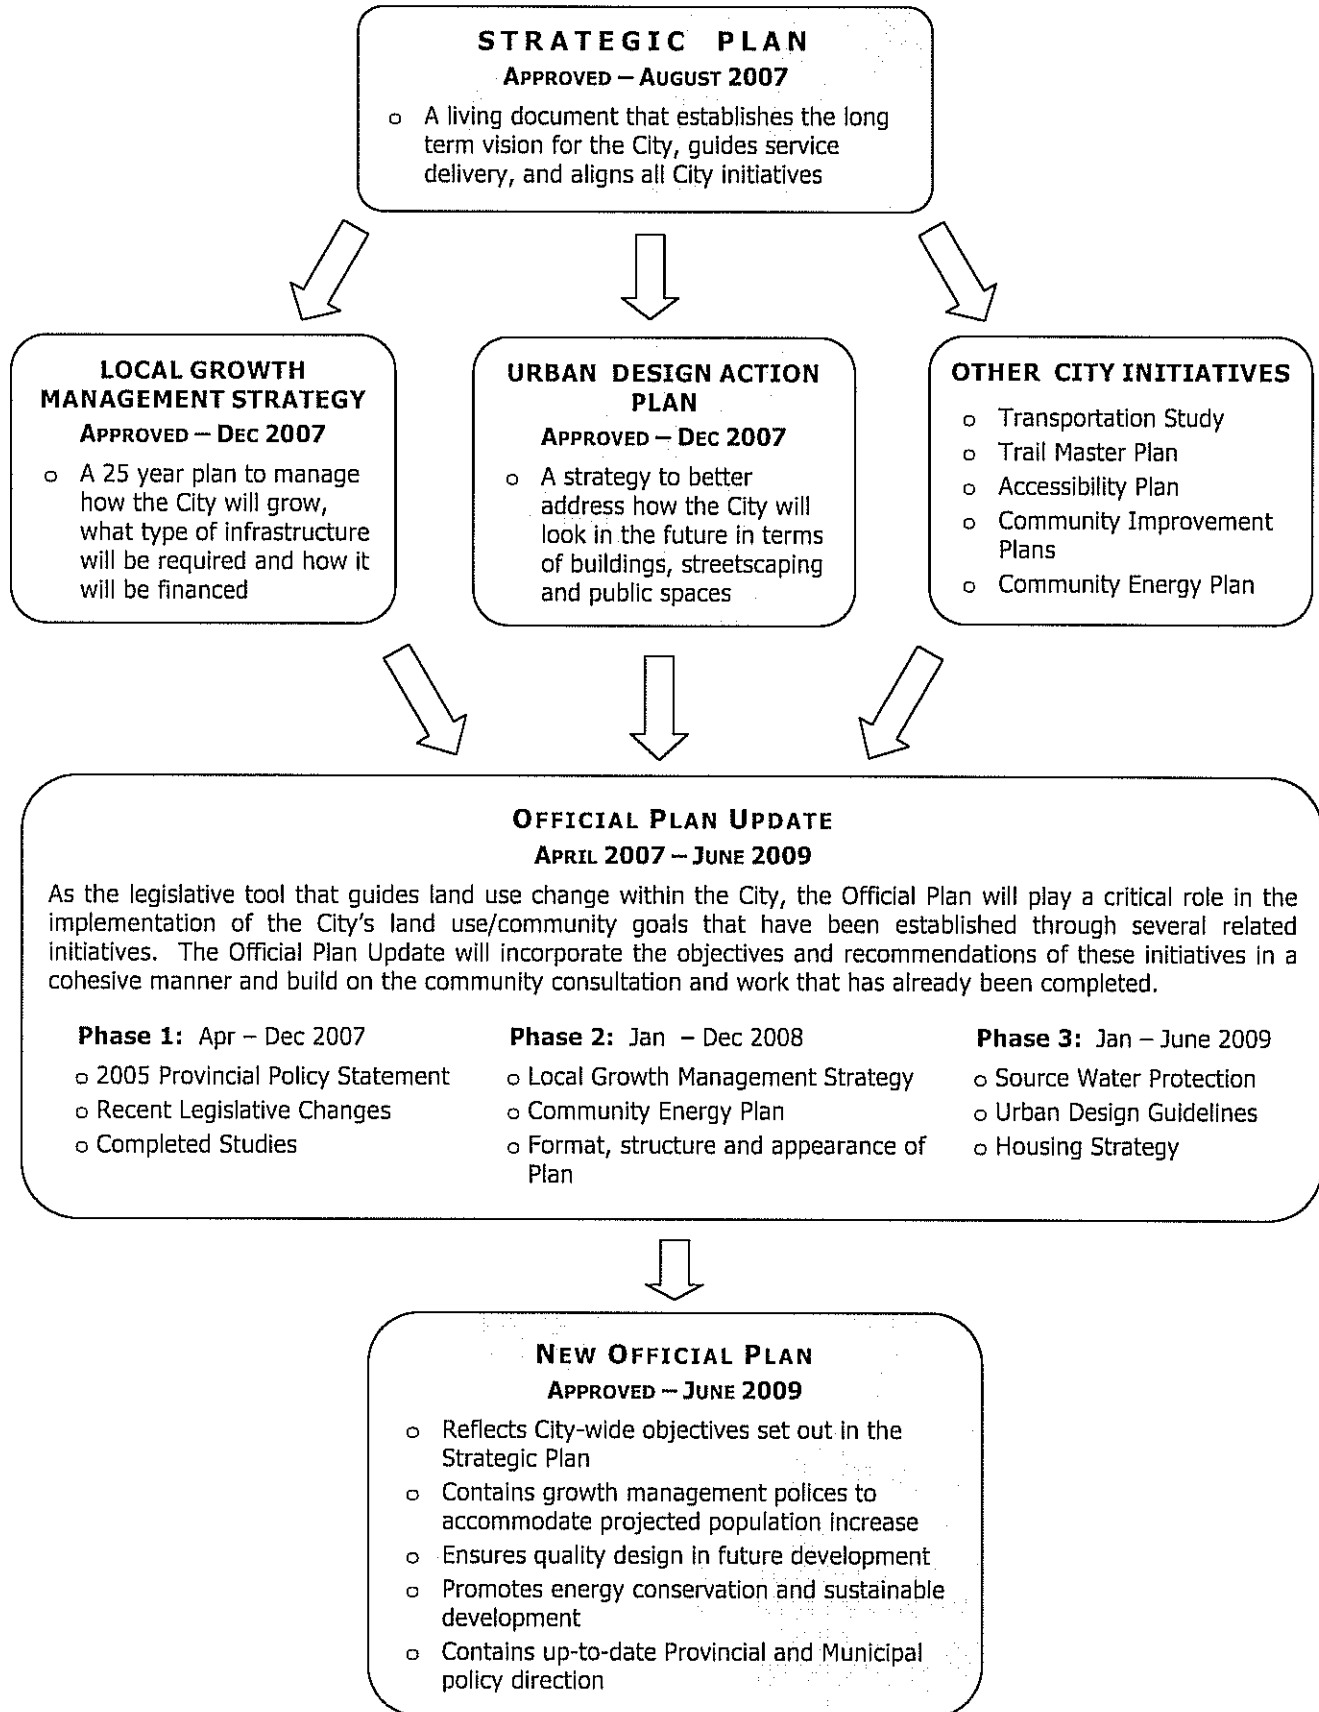 STRATEGIC PLAN
APPROVED – AUGUST 2007
o A living document that establishes the long
term vision for the City, guides service
delivery, and aligns all City initiatives
LOCAL GROWTH
MANAGEMENT STRATEGY
APPROVED – DEC 2007
o A 25 year plan to manage
how the City will grow,
what type of infrastructure
will be required and how it
will be financed
URBAN DESIGN ACTION
PLAN
APPROVED – DEC 2007
o A strategy to better
address how the City will
look in the future in terms
of buildings, streetscaping
and public spaces
OTHER CITY INITIATIVES
o Transportation Study
o Trail Master Plan
o Accessibility Plan
o Community Improvement
Plans
o Community Energy Plan
OFFICIAL PLAN UPDATE
APRIL 2007 – JUNE 2009
As the legislative tool that guides land use change within the City, the Official Plan will play a critical role in the
implementation of the City's land use/community goals that have been established through several related
initiatives. The Official Plan Update will incorporate the objectives and recommendations of these initiatives in a
cohesive manner and build on the community consultation and work that has already been completed.
Phase 1: Apr – Dec 2007
o 2005 Provincial Policy Statement
o Recent Legislative Changes
o Completed Studies
Phase 2: Jan – Dec 2008
o Local Growth Management Strategy
o Community Energy Plan
o Format, structure and appearance of
Plan
Phase 3: Jan – June 2009
o Source Water Protection
o Urban Design Guidelines
o Housing Strategy
NEW OFFICIAL PLAN
APPROVED – JUNE 2009
o Reflects City-wide objectives set out in the
Strategic Plan
o Contains growth management polices to
accommodate projected population increase
o Ensures quality design in future development
o Promotes energy conservation and sustainable
development
o Contains up-to-date Provincial and Municipal
policy direction